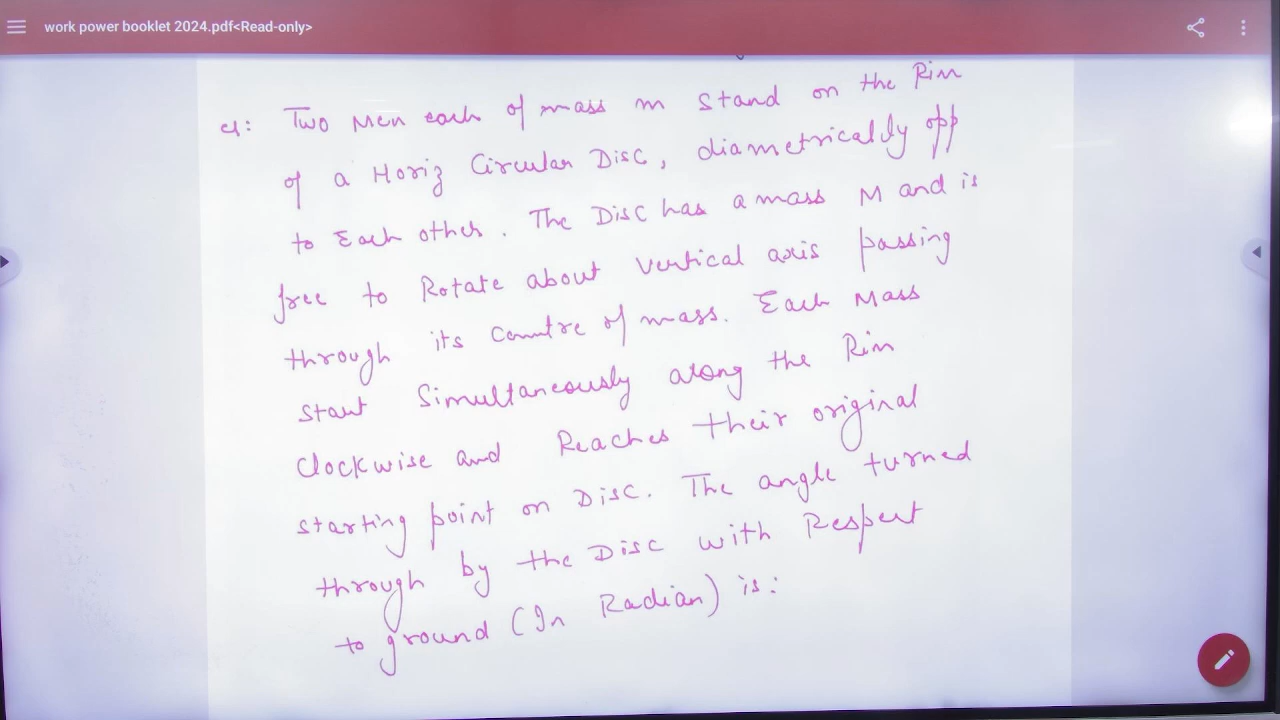 work power booklet 2024.pdf<Read-only>
Q: Two Men each of mass m stand on the Rim
of a Horiz Circular Disc, diametrically opp
to Each other. The Disc has a mass M and is
free to Rotate about vertical axis passing
through its Centre of mass. Each Mass
start Simultaneously along the Rim
Clockwise and Reaches their original
starting point on Disc. The angle turned
through by the Disc with Respect
to ground (In Radian) is: